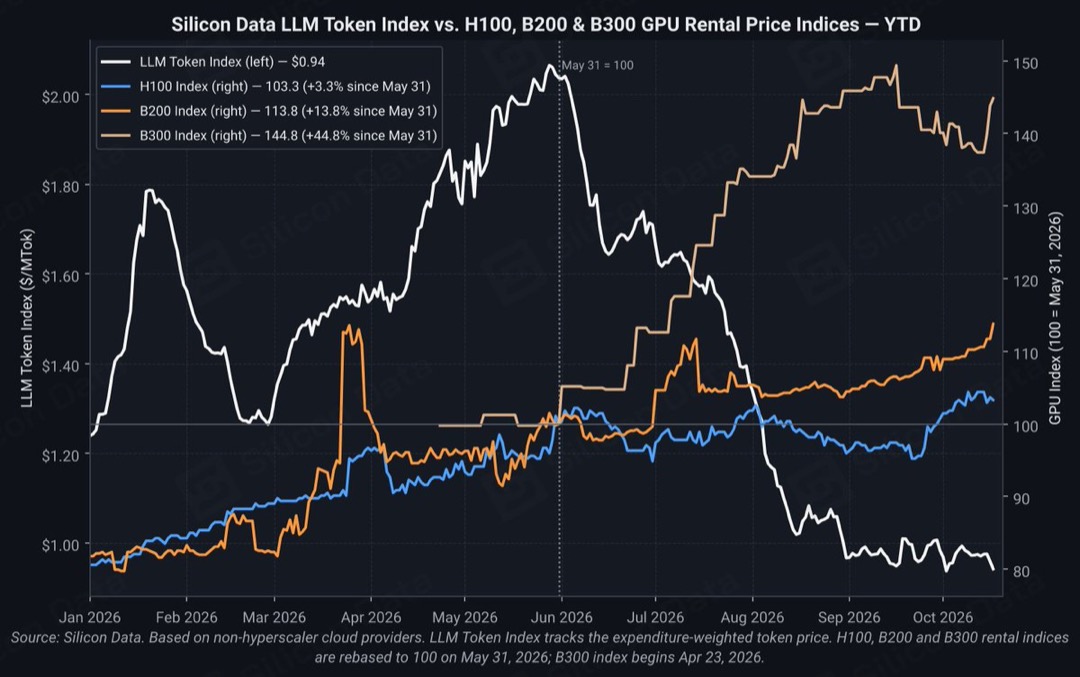 Silicon Data LLM Token Index vs. H100, B200 & B300 GPU Rental Price Indices — YTD
LLM Token Index (left) — $0.94
H100 Index (right) — 103.3 (+3.3% since May 31)
B200 Index (right) — 113.8 (+13.8% since May 31)
B300 Index (right) — 144.8 (+44.8% since May 31)
May 31 = 100
LLM Token Index ($/MTok)
$2.00
$1.80
$1.60
$1.40
$1.20
$1.00
150
140
130
120
110
100
90
80
GPU Index (100 = May 31, 2026)
Jan 2026
Feb 2026
Mar 2026
Apr 2026
May 2026
Jun 2026
Jul 2026
Aug 2026
Sep 2026
Oct 2026
Source: Silicon Data. Based on non-hyperscaler cloud providers. LLM Token Index tracks the expenditure-weighted token price. H100, B200 and B300 rental indices
are rebased to 100 on May 31, 2026; B300 index begins Apr 23, 2026.
Silicon Data